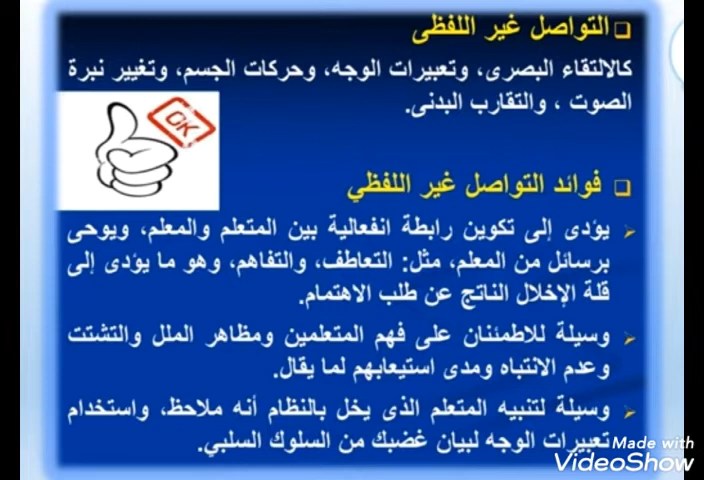 التواصل غير اللفظى
كالالتقاء البصرى، وتعبيرات الوجه، وحركات الجسم، وتغيير نبرة
الصوت ، والتقارب البدنى.
OK
فوائد التواصل غير اللفظي
يؤدى إلى تكوين رابطة انفعالية بين المتعلم والمعلم، ويوحى
برسائل من المعلم، مثل: التعاطف، والتفاهم، وهو ما يؤدى إلى
قلة الإخلال الناتج عن طلب الاهتمام.
وسيلة للاطمئنان على فهم المتعلمين ومظاهر الملل والتشتت
وعدم الانتباه ومدى استيعابهم لما يقال.
وسيلة لتنبيه المتعلم الذى يخل بالنظام أنه ملاحظ، واستخدام
تعبيرات الوجه لبيان غضبك من السلوك السلبي.
Made with
VideoShow